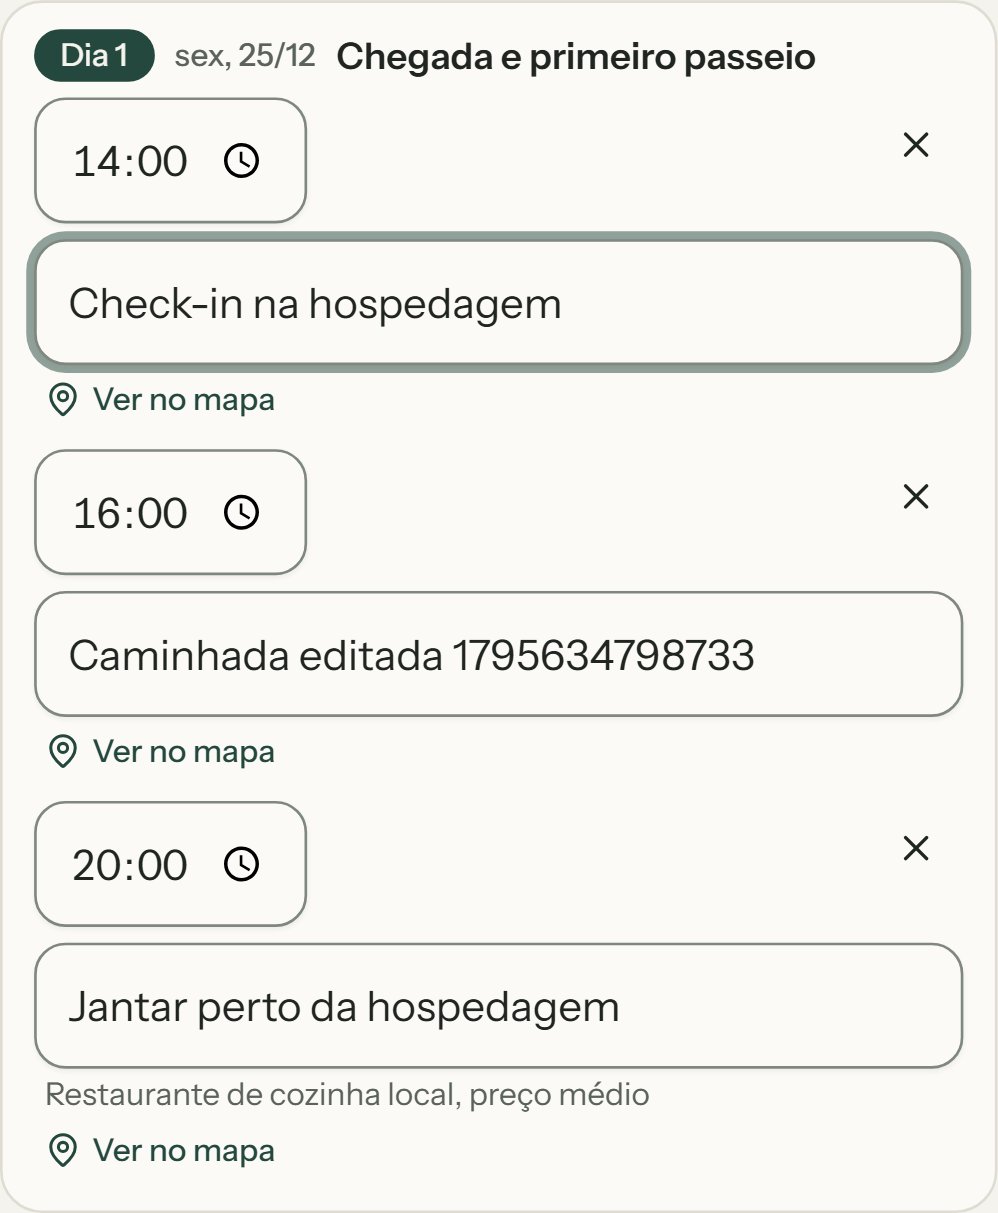 Dia 1 sex, 25/12 Chegada e primeiro passeio
14:00
Check-in na hospedagem
Ver no mapa
16:00
Caminhada editada 1795634798733
Ver no mapa
20:00
Jantar perto da hospedagem
Restaurante de cozinha local, preço médio
Ver no mapa